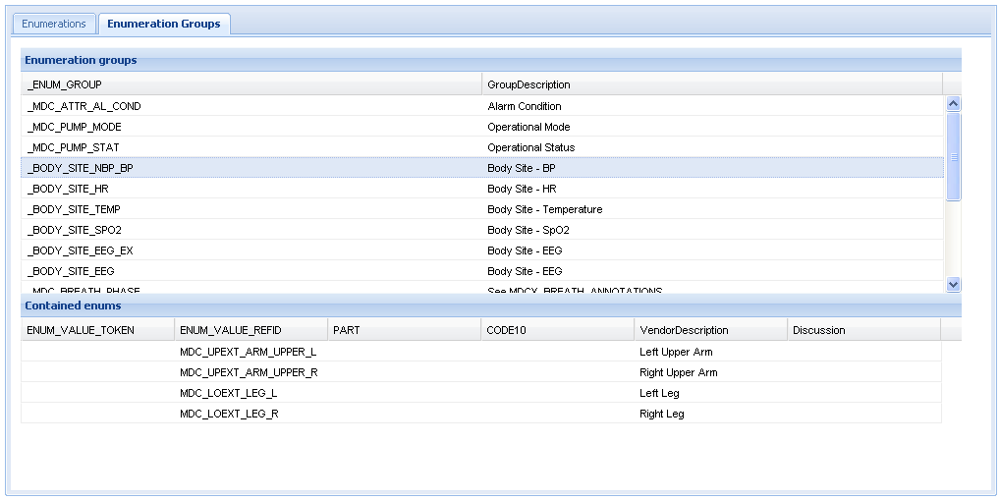 Enumerations Enumeration Groups
Enumeration groups
_ENUM_GROUP GroupDescription
_MDC_ATTR_AL_COND Alarm Condition
_MDC_PUMP_MODE Operational Mode
_MDC_PUMP_STAT Operational Status
_BODY_SITE_NBP_BP Body Site - BP
_BODY_SITE_HR Body Site - HR
_BODY_SITE_TEMP Body Site - Temperature
_BODY_SITE_SPO2 Body Site - SpO2
_BODY_SITE_EEG_EX Body Site - EEG
_BODY_SITE_EEG Body Site - EEG
_MDC_BREATH_PHASE See MDCX_BREATH_ANNOTATIONS
Contained enums
ENUM_VALUE_TOKEN ENUM_VALUE_REFID PART CODE10 VendorDescription Discussion
MDC_UPEXT_ARM_UPPER_L Left Upper Arm
MDC_UPEXT_ARM_UPPER_R Right Upper Arm
MDC_LOEXT_LEG_L Left Leg
MDC_LOEXT_LEG_R Right Leg